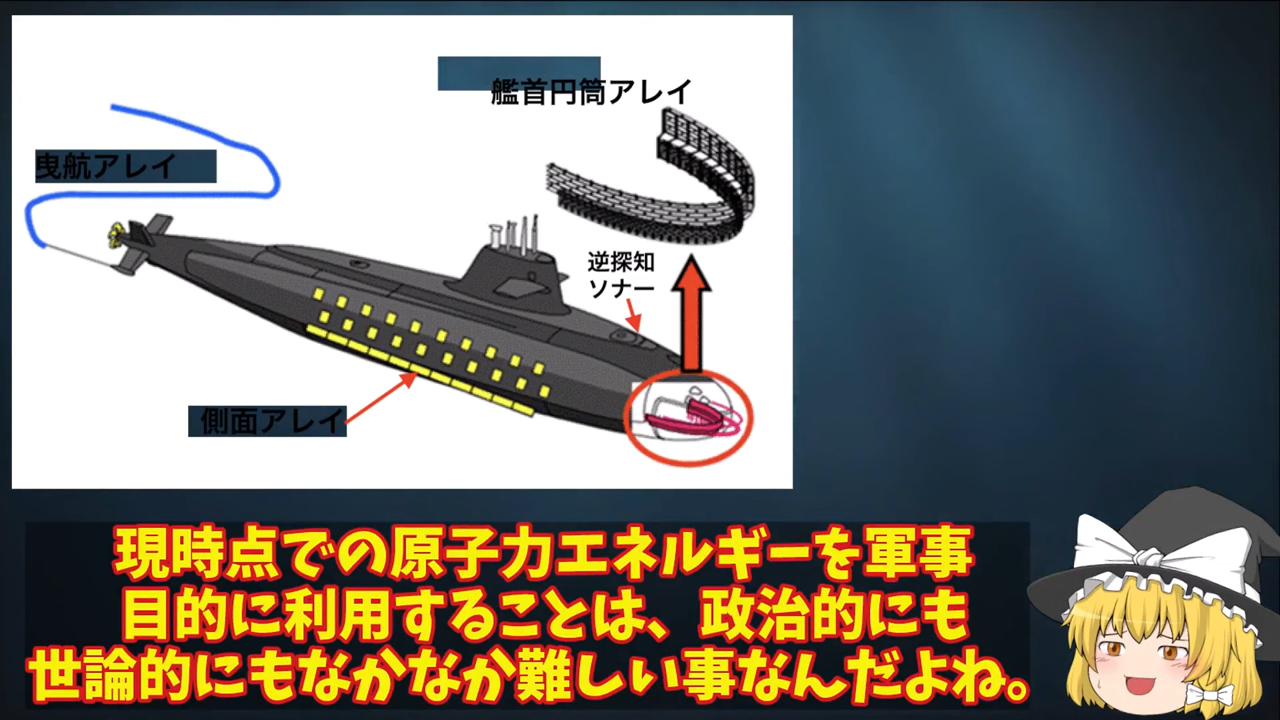 艦首円筒アレイ
曳航アレイ
逆探知
ソナー
側面アレイ
現時点での原子力エネルギーを軍事
目的に利用することは、政治的にも
世論的にもなかなか難しい事なんだよね。